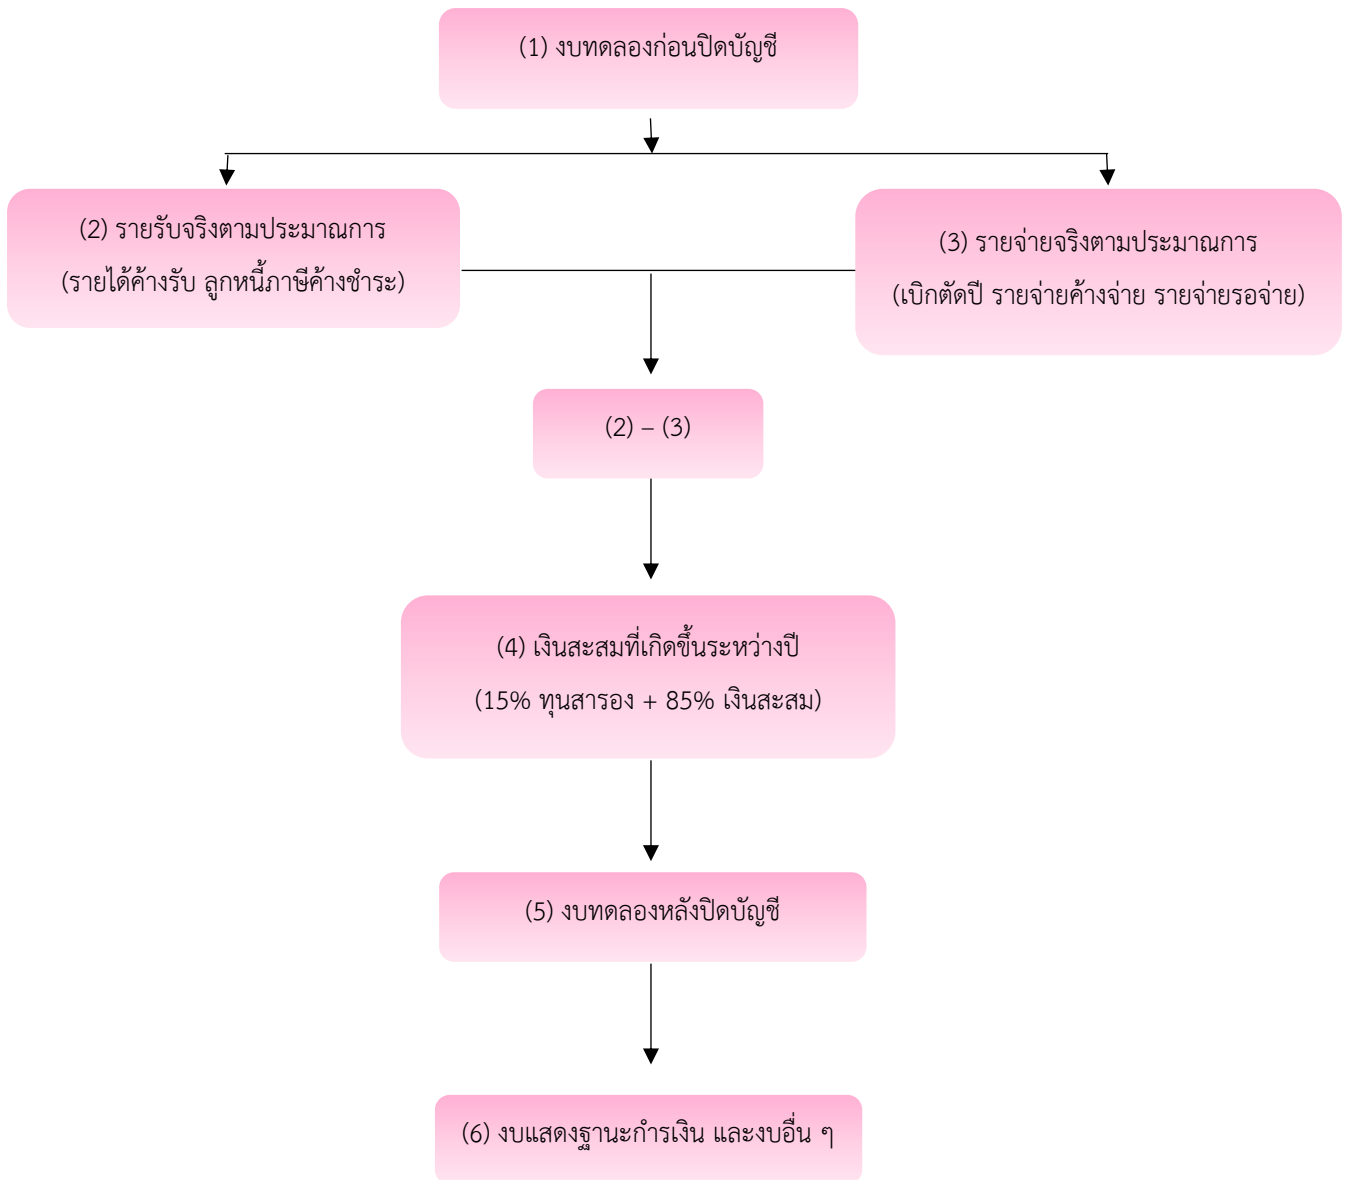 (1) งบทดลองก่อนปิดบัญชี
(2) รายรับจริงตามประมาณการ
(รายได้ค้างรับ ลูกหนี้ภาษีค้างชำระ)
(3) รายจ่ายจริงตามประมาณการ
(เบิกตัดปี รายจ่ายค้างจ่าย รายจ่ายรอจ่าย)
(2) – (3)
(4) เงินสะสมที่เกิดขึ้นระหว่างปี
(15% ทุนสารอง + 85% เงินสะสม)
(5) งบทดลองหลังปิดบัญชี
(6) งบแสดงฐานะกำรเงิน และงบอื่น ๆ